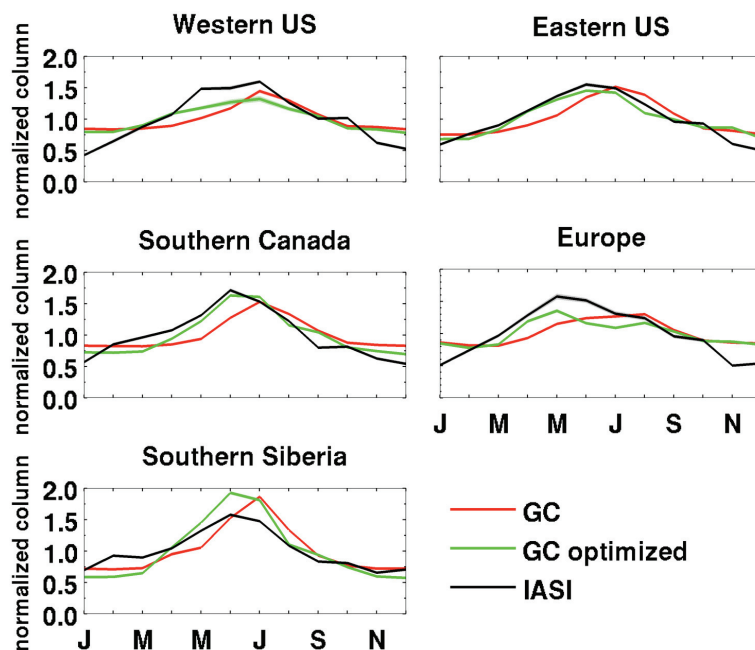 Western US
Eastern US
normalized column
2.0
1.5
1.0
0.5
0.0
Southern Canada
Europe
normalized column
2.0
1.5
1.0
0.5
0.0
J M M J S N
Southern Siberia
normalized column
2.0
1.5
1.0
0.5
0.0
J M M J S N
GC
GC optimized
IASI